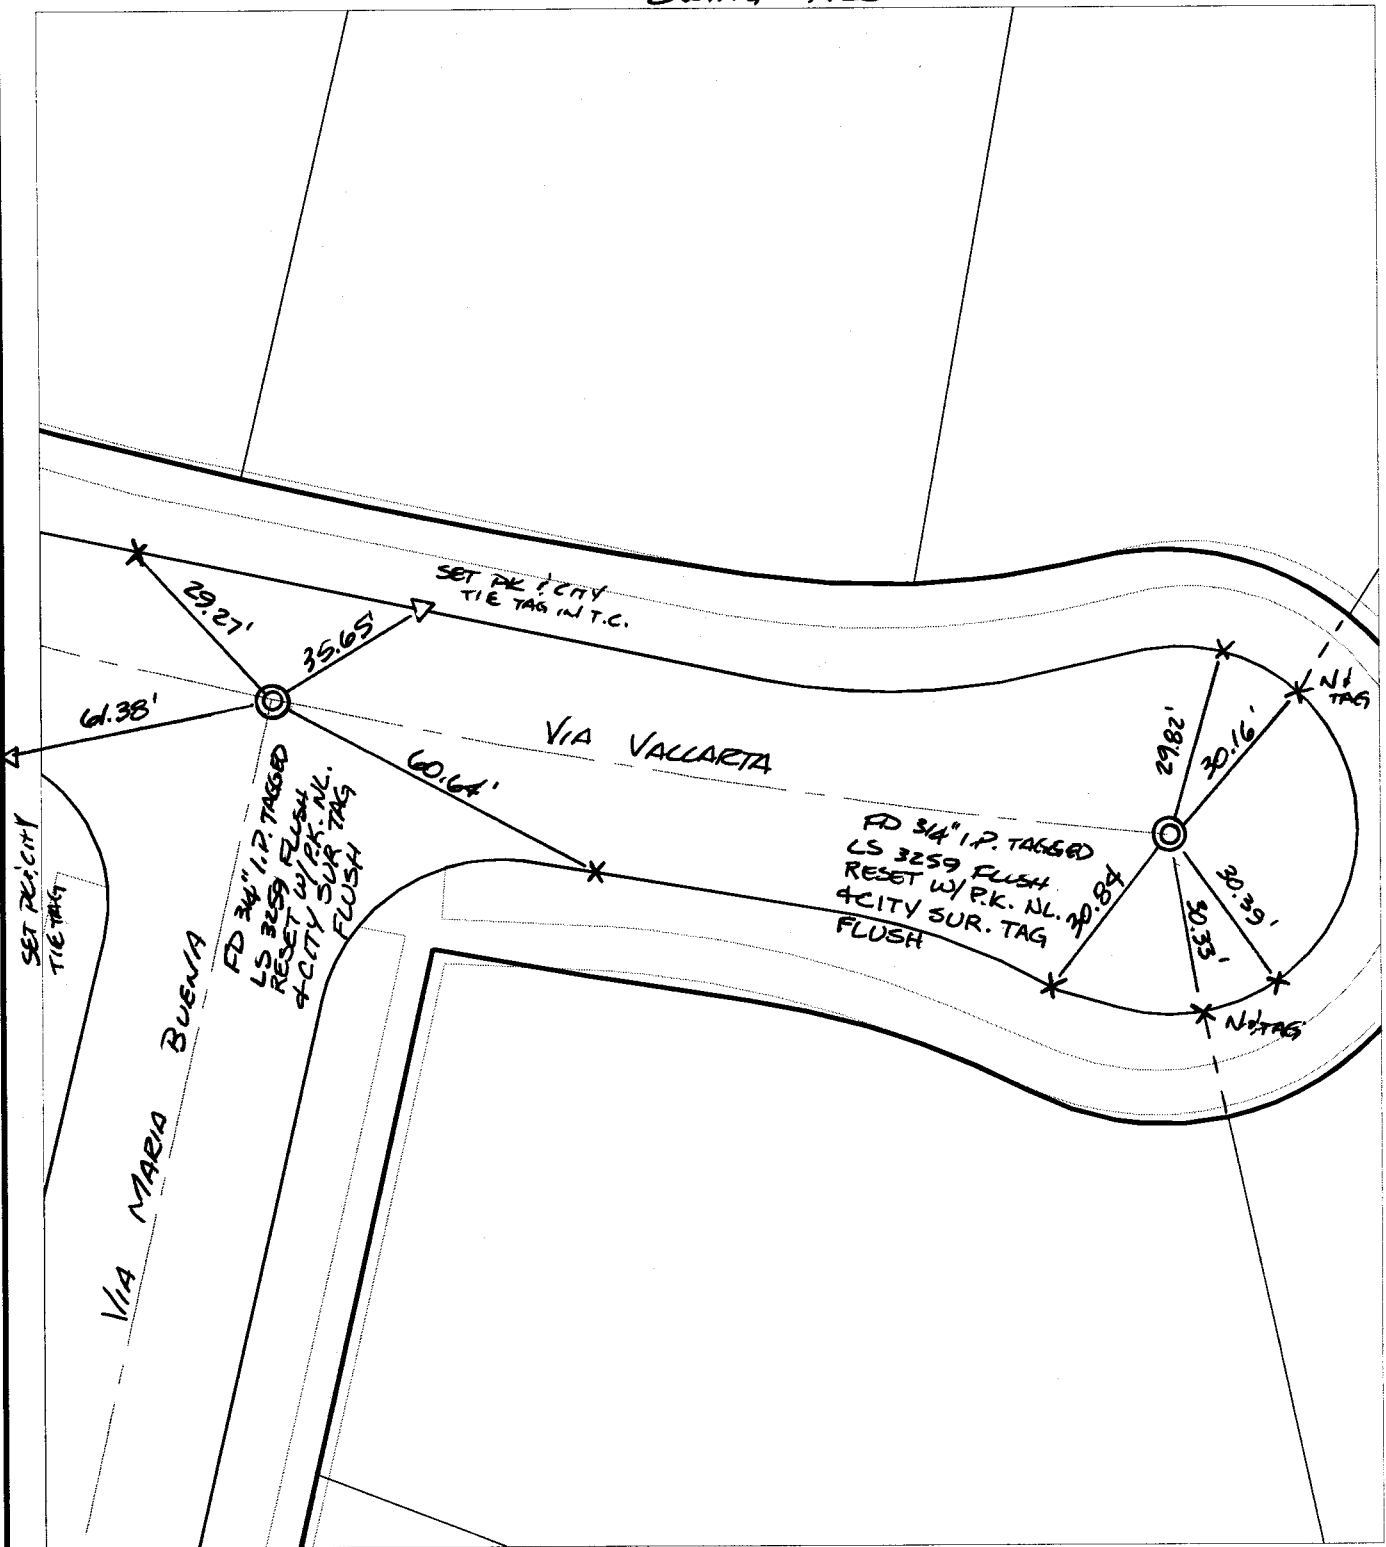 SET PK & CITY
TIE TAG IN T.C.
29.27'
35.65'
61.38'
60.64'
VIA VALLARTA
29.82'
30.16'
N &
TAG
FD 3/4" I.P. TAGGED
LS 3259 FLUSH
RESET W/ P.K. NL.
& CITY SUR. TAG
FLUSH
FD 3/4" I.P. TAGGED
LS 3259 FLUSH
RESET W/ P.K. NL.
& CITY SUR. TAG
FLUSH
30.84
30.33'
30.39'
N & TAG
SET PK & CITY
TIE TAG
VIA MARIA BUENA